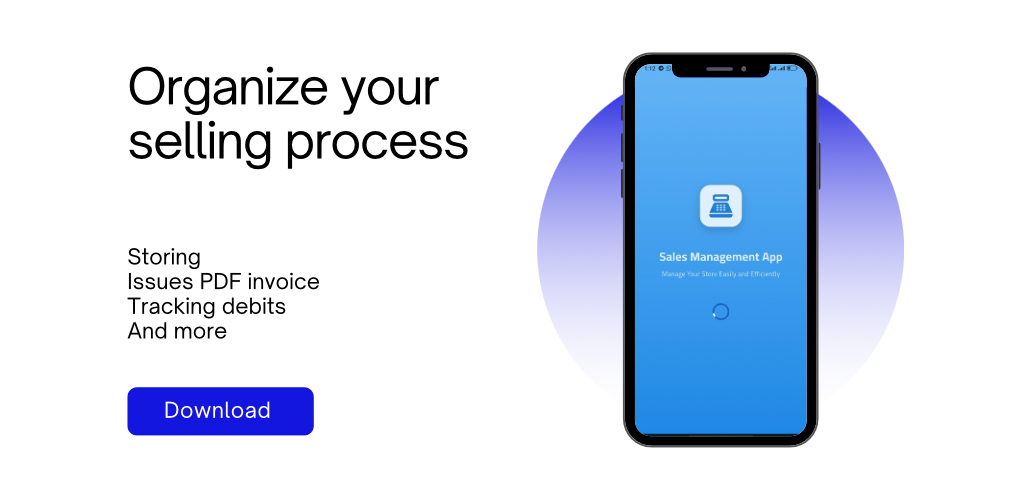 Organize your
selling process
Storing
Issues PDF invoice
Tracking debits
And more
Download
1:12
Sales Management App
Manage Your Store Easily and Efficiently